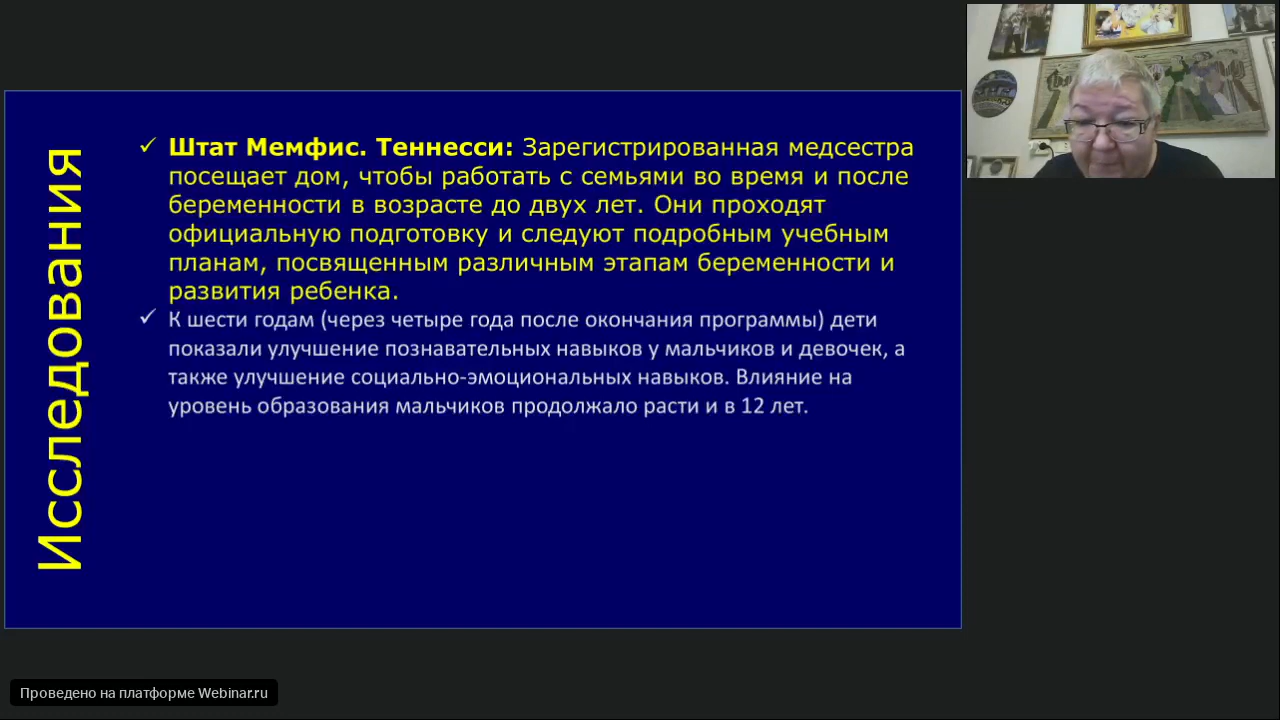 Исследования
✓ Штат Мемфис. Теннесси: Зарегистрированная медсестра
посещает дом, чтобы работать с семьями во время и после
беременности в возрасте до двух лет. Они проходят
официальную подготовку и следуют подробным учебным
планам, посвященным различным этапам беременности и
развития ребенка.
✓ К шести годам (через четыре года после окончания программы) дети
показали улучшение познавательных навыков у мальчиков и девочек, а
также улучшение социально-эмоциональных навыков. Влияние на
уровень образования мальчиков продолжало расти и в 12 лет.
Проведено на платформе Webinar.ru